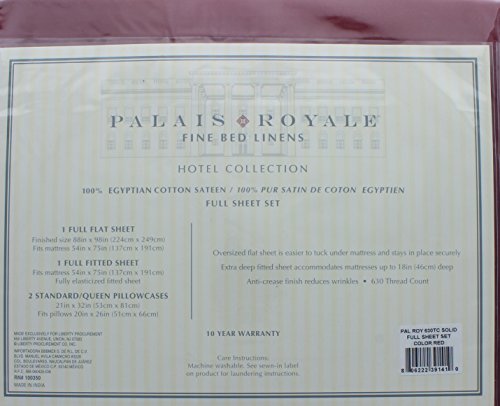 PALAIS ROYALE
FINE BED LINENS
HOTEL COLLECTION
100% EGYPTIAN COTTON SATEEN / 100% PUR SATIN DE COTON EGYPTIEN
FULL SHEET SET
1 FULL FLAT SHEET
Finished size 88in x 98in (224cm x 249cm)
Fits mattress 54in x 75in (137cm x 191cm)
1 FULL FITTED SHEET
Fits mattress 54in x 75in (137cm x 191cm)
Fully elasticized fitted sheet
2 STANDARD/QUEEN PILLOWCASES
21in x 32in (53cm x 81cm)
Fits pillows 20in x 26in (51cm x 66cm)
Oversized flat sheet is easier to tuck under mattress and stays in place securely
Extra deep fitted sheet accommodates mattresses up to 18in (46cm) deep
Anti-crease finish reduces wrinkles • 630 Thread Count
10 YEAR WARRANTY
Care Instructions:
Machine washable. See sewn-in label
on product for laundering instructions.
MADE EXCLUSIVELY FOR LIBERTY PROCUREMENT
MADE IN INDIA
RN# 100350
PAL ROY 630TC SOLID
FULL SHEET SET
COLOR RED
8 06222 39141 0